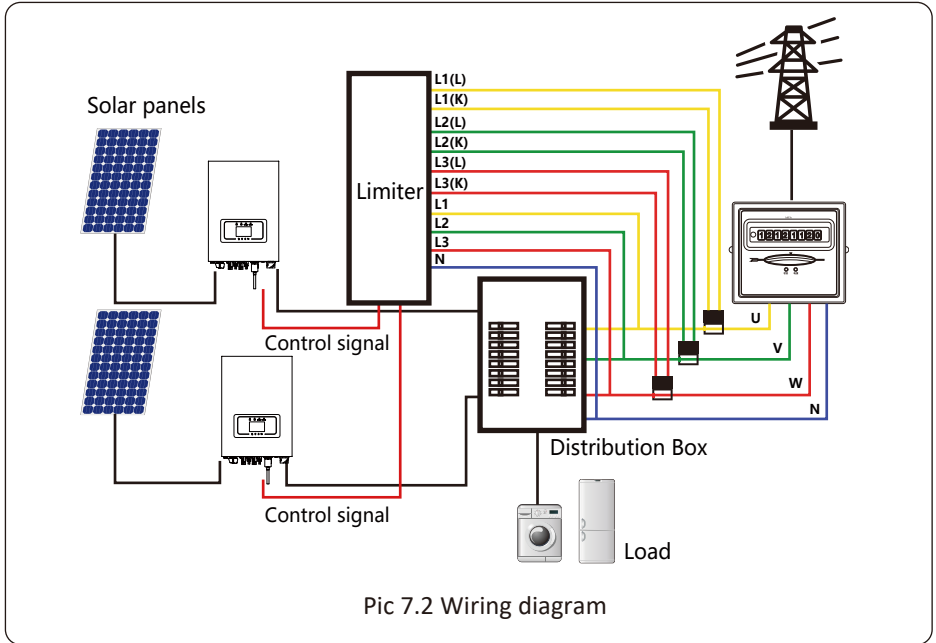 Solar panels
L1(L)
L1(K)
L2(L)
L2(K)
L3(L)
L3(K)
L1
L2
L3
N
Limiter
12121120
U
V
W
N
Control signal
Distribution Box
Control signal
Load
Pic 7.2 Wiring diagram